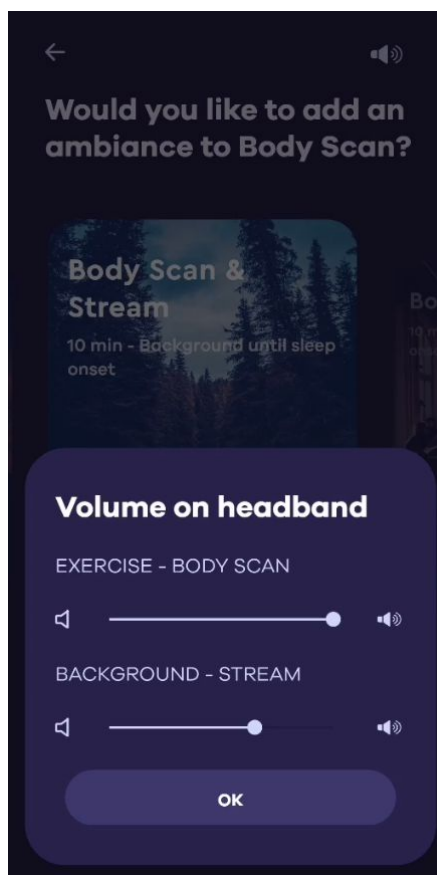 Would you like to add an
ambiance to Body Scan?
Body Scan &
Stream
10 min - Background until sleep
onset
Bo
Volume on headband
EXERCISE - BODY SCAN
BACKGROUND - STREAM
OK